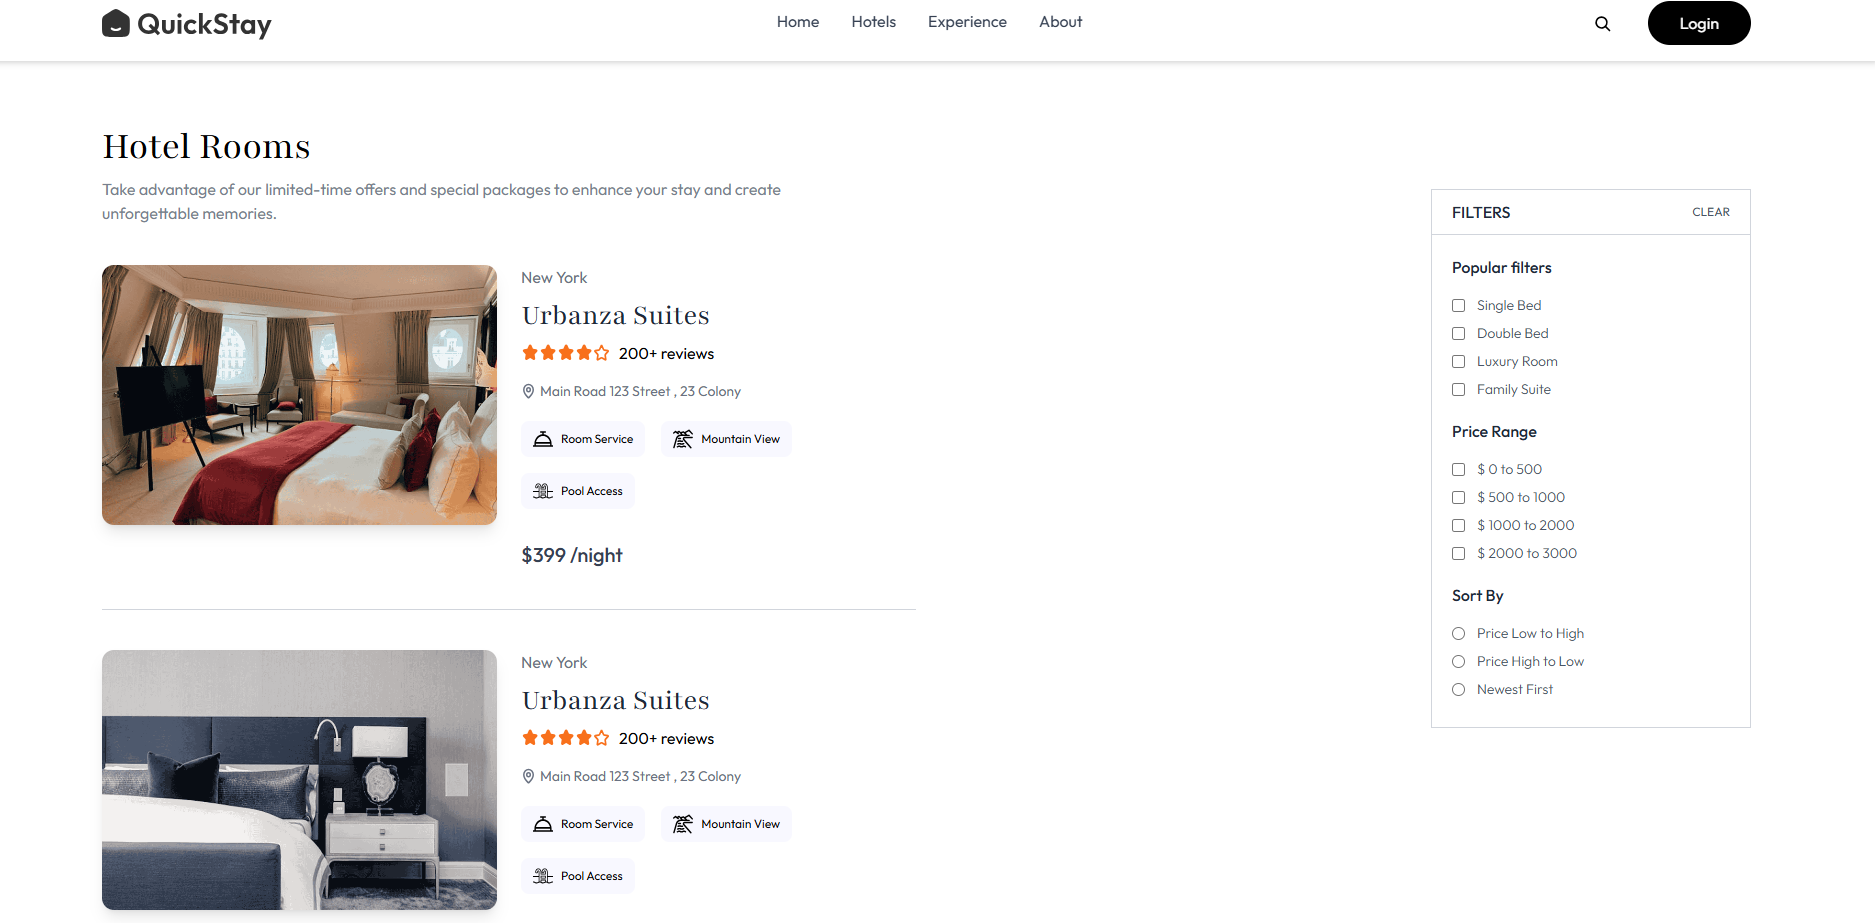 QuickStay
Home Hotels Experience About
Login
Hotel Rooms
Take advantage of our limited-time offers and special packages to enhance your stay and create
unforgettable memories.
New York
Urbanza Suites
200+ reviews
Main Road 123 Street , 23 Colony
Room Service Mountain View
Pool Access
$399 /night
New York
Urbanza Suites
200+ reviews
Main Road 123 Street , 23 Colony
Room Service Mountain View
Pool Access
FILTERS CLEAR
Popular filters
Single Bed
Double Bed
Luxury Room
Family Suite
Price Range
$ 0 to 500
$ 500 to 1000
$ 1000 to 2000
$ 2000 to 3000
Sort By
Price Low to High
Price High to Low
Newest First